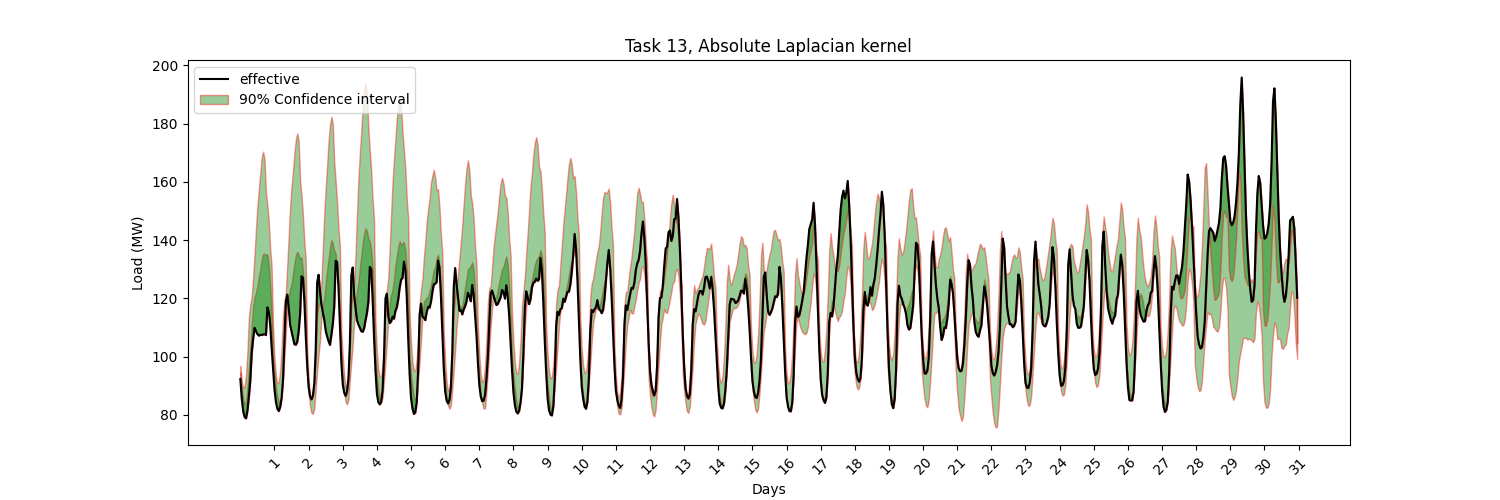 Task 13, Absolute Laplacian kernel
effective
90% Confidence interval
Load (MW)
200
180
160
140
120
100
80
1 2 3 4 5 6 7 8 9 10 11 12 13 14 15 16 17 18 19 20 21 22 23 24 25 26 27 28 29 30 31
Days